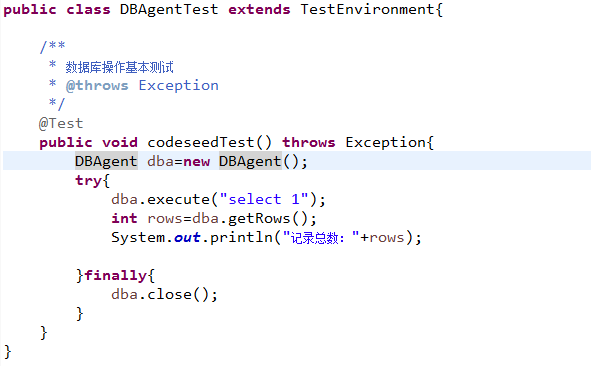 public class DBAgentTest extends TestEnvironment{
/**
* 数据库操作基本测试
* @throws Exception
*/
@Test
public void codeseedTest() throws Exception{
DBAgent dba=new DBAgent();
try{
dba.execute("select 1");
int rows=dba.getRows();
System.out.println("记录总数："+rows);
}finally{
dba.close();
}
}
}